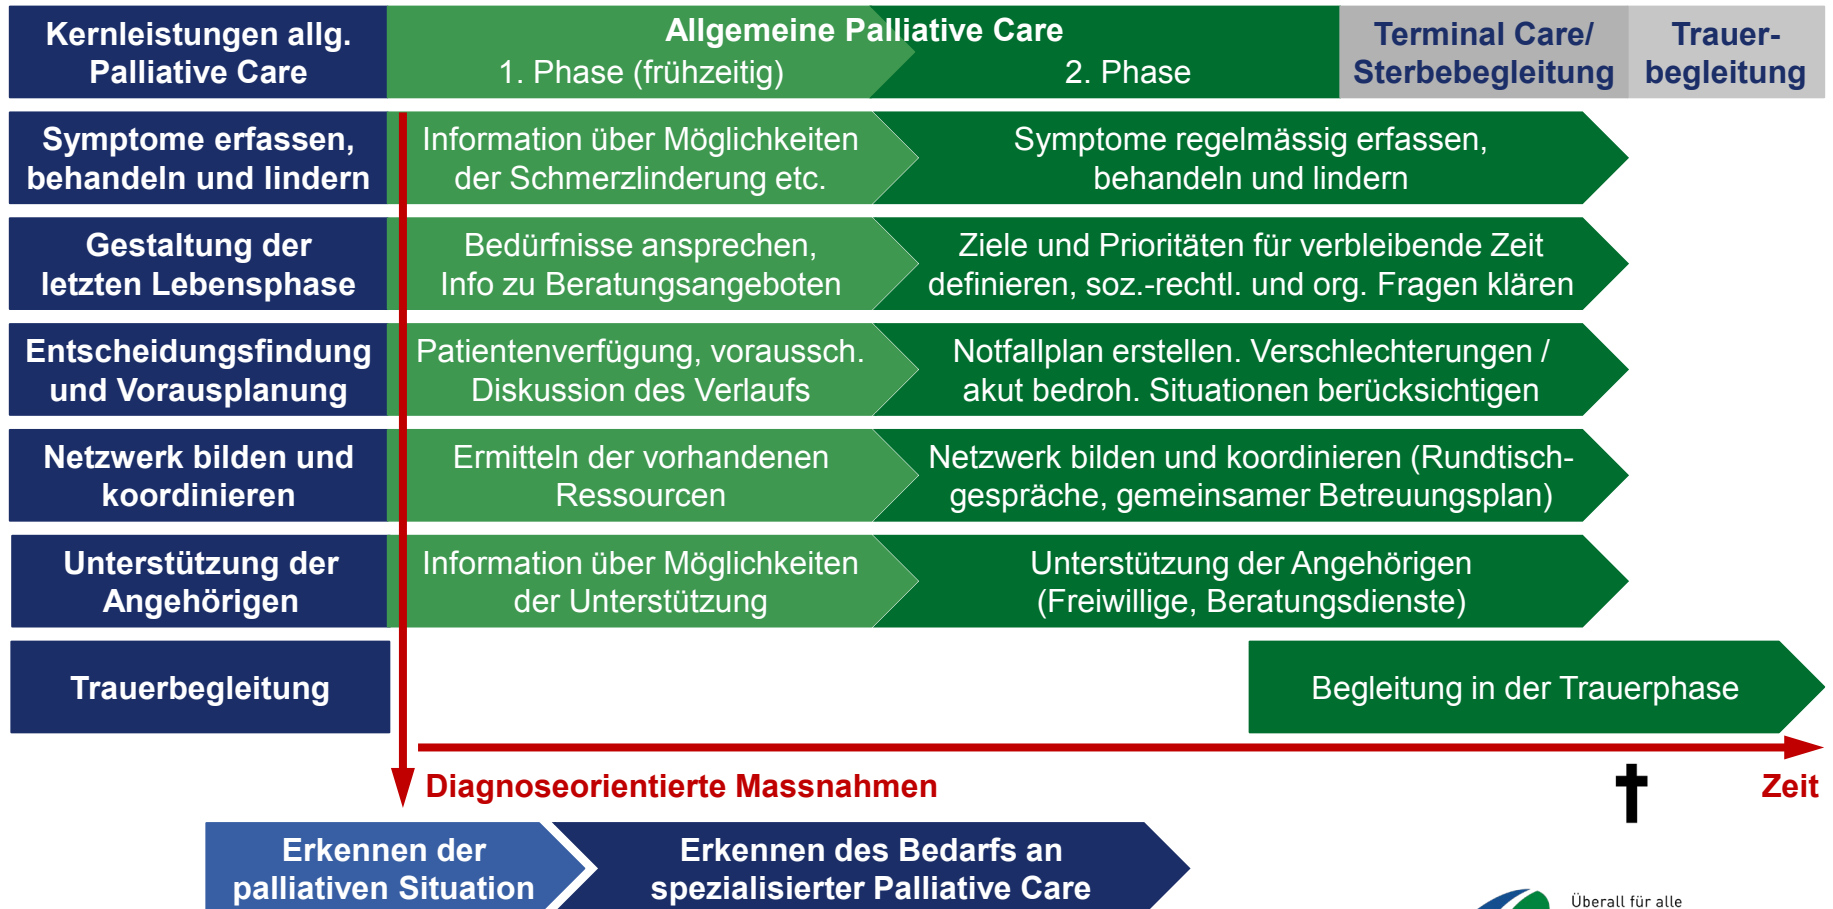 Kernleistungen allg.
Palliative Care
Allgemeine Palliative Care
1. Phase (frühzeitig)
2. Phase
Terminal Care/
Sterbebegleitung
Trauer-
begleitung
Symptome erfassen,
behandeln und lindern
Information über Möglichkeiten
der Schmerzlinderung etc.
Symptome regelmässig erfassen,
behandeln und lindern
Gestaltung der
letzten Lebensphase
Bedürfnisse ansprechen,
Info zu Beratungsangeboten
Ziele und Prioritäten für verbleibende Zeit
definieren, soz.-rechtl. und org. Fragen klären
Entscheidungsfindung
und Vorausplanung
Patientenverfügung, voraussch.
Diskussion des Verlaufs
Notfallplan erstellen. Verschlechterungen /
akut bedroh. Situationen berücksichtigen
Netzwerk bilden und
koordinieren
Ermitteln der vorhandenen
Ressourcen
Netzwerk bilden und koordinieren (Rundtisch-
gespräche, gemeinsamer Betreuungsplan)
Unterstützung der
Angehörigen
Information über Möglichkeiten
der Unterstützung
Unterstützung der Angehörigen
(Freiwillige, Beratungsdienste)
Trauerbegleitung
Begleitung in der Trauerphase
Diagnoseorientierte Massnahmen
Zeit
Erkennen der
palliativen Situation
Erkennen des Bedarfs an
spezialisierter Palliative Care
Überall für alle